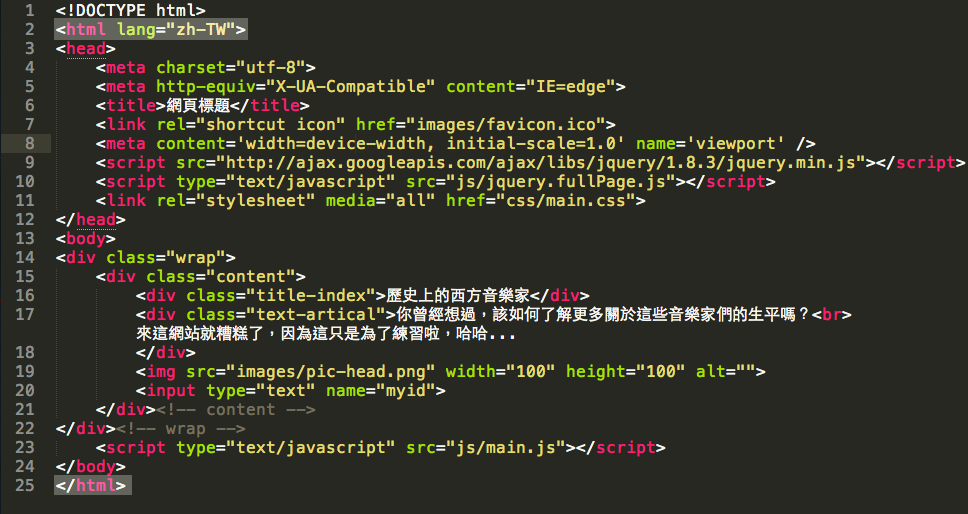 1 <!DOCTYPE html>
2 <html lang="zh-TW">
3 <head>
4     <meta charset="utf-8">
5     <meta http-equiv="X-UA-Compatible" content="IE=edge">
6     <title>網頁標題</title>
7     <link rel="shortcut icon" href="images/favicon.ico">
8     <meta content='width=device-width, initial-scale=1.0' name='viewport' />
9     <script src="http://ajax.googleapis.com/ajax/libs/jquery/1.8.3/jquery.min.js"></script>
10     <script type="text/javascript" src="js/jquery.fullPage.js"></script>
11     <link rel="stylesheet" media="all" href="css/main.css">
12 </head>
13 <body>
14 <div class="wrap">
15     <div class="content">
16         <div class="title-index">歷史上的西方音樂家</div>
17         <div class="text-artical">你曾經想過，該如何了解更多關於這些音樂家們的生平嗎？<br>
        來這網站就糟糕了，因為這只是為了練習啦，哈哈...
18         </div>
19         <img src="images/pic-head.png" width="100" height="100" alt="">
20         <input type="text" name="myid">
21     </div><!-- content -->
22 </div><!-- wrap -->
23     <script type="text/javascript" src="js/main.js"></script>
24 </body>
25 </html>